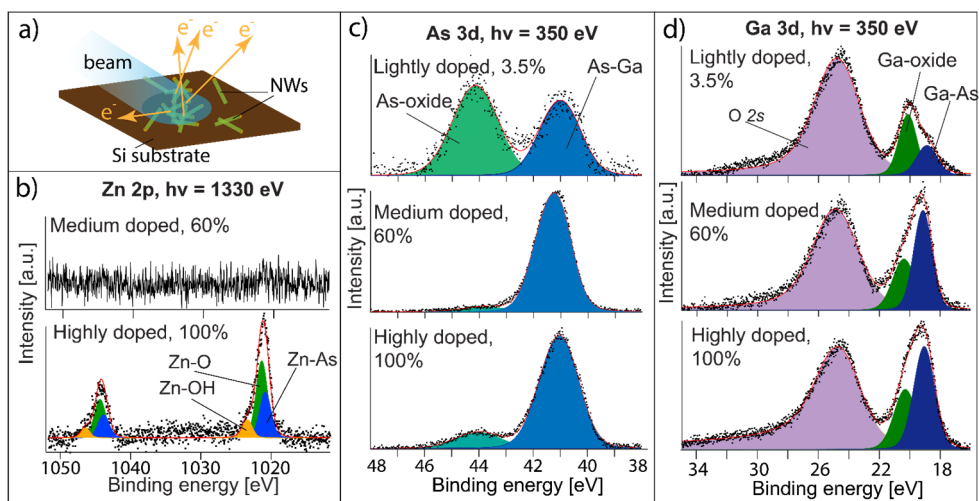 a)
beam
e⁻
e⁻
e⁻
e⁻
NWs
Si substrate
b) Zn 2p, hν = 1330 eV
Medium doped, 60%
Highly doped, 100%
Zn-O
Zn-OH
Zn-As
Intensity [a.u.]
1050 1040 1030 1020
Binding energy [eV]
c) As 3d, hν = 350 eV
Lightly doped, 3.5%
As-oxide
As-Ga
Medium doped,
60%
Highly doped,
100%
Intensity [a.u.]
48 46 44 42 40 38
Binding energy [eV]
d) Ga 3d, hν = 350 eV
Lightly doped,
3.5%
Ga-oxide
Ga-As
O 2s
Medium doped,
60%
Highly doped,
100%
Intensity [a.u.]
34 30 26 22 18
Binding energy [eV]